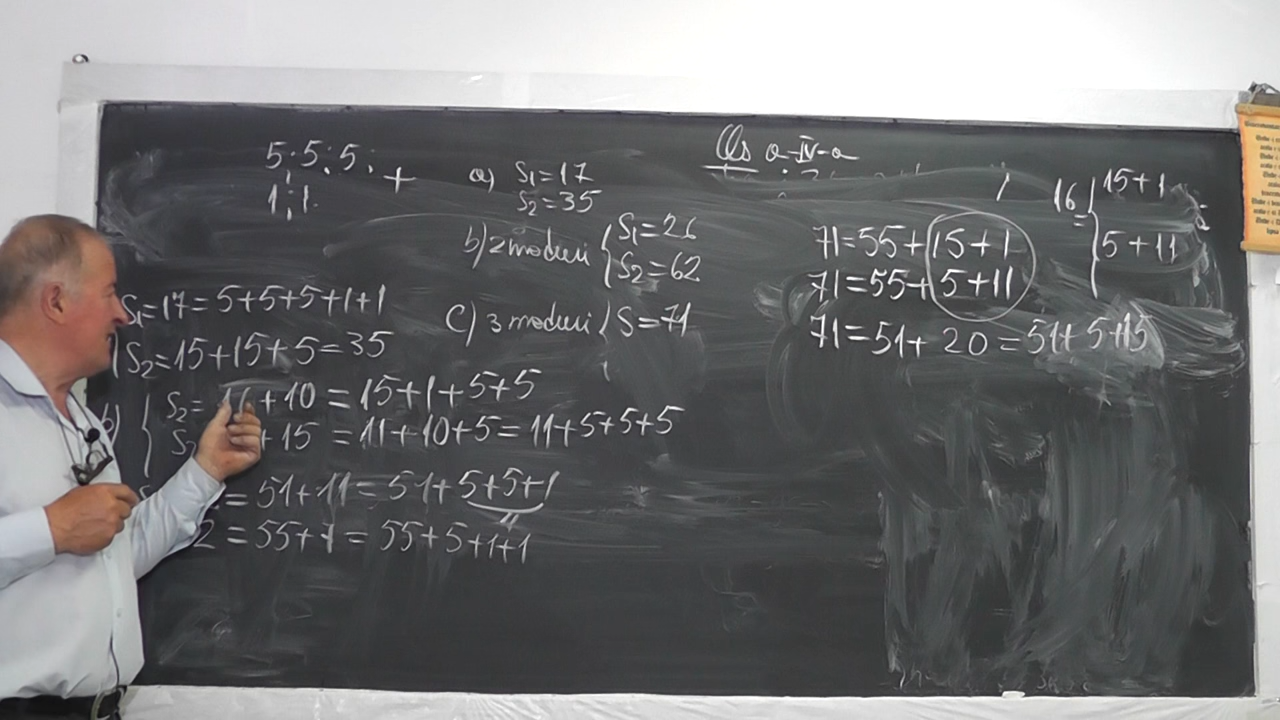 Cls a-IV-a
5;5;5; +
1;1.
a) S₁=17
S₂=35
b) 2 moduri { S₁=26
S₂=62
c) 3 moduri { S=71
S₁=17=5+5+5+1+1
S₂=15+15+5=35
b) { S₂= +10 = 15+1+5+5
+15 = 11+10+5=11+5+5+5
= 51+11=51+5+5+1
2 = 55+7 = 55+5+1+1
71=55+15+1
71=55+5+11
71=51+20=51+5+15
16= { 15+1
5+11